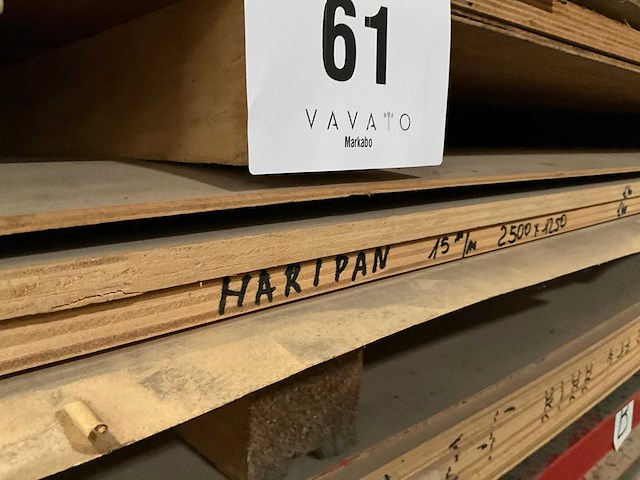 61
VAVATO
Markabo
HARIPAN 15 m/m 2500 x 1250